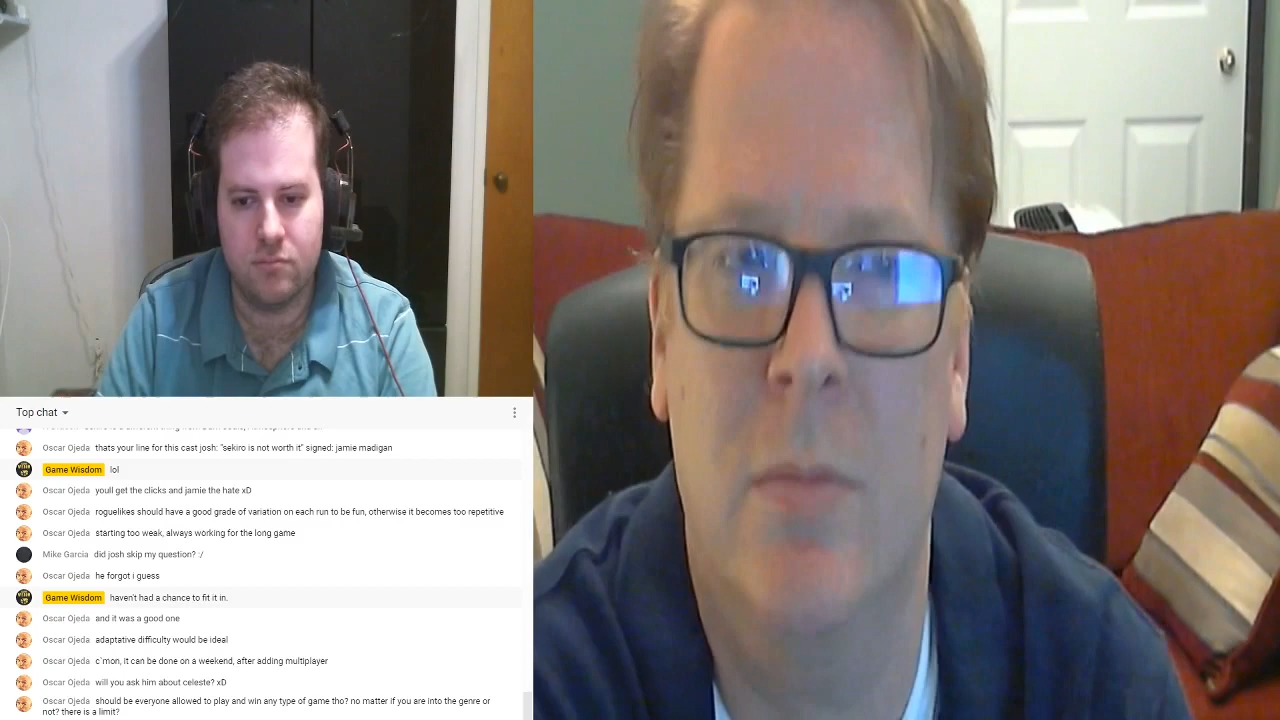 Top chat
Oscar Ojeda thats your line for this cast josh: "sekiro is not worth it" signed: jamie madigan
Game Wisdom lol
Oscar Ojeda youll get the clicks and jamie the hate xD
Oscar Ojeda roguelikes should have a good grade of variation on each run to be fun, otherwise it becomes too repetitive
Oscar Ojeda starting too weak, always working for the long game
Mike Garcia did josh skip my question? :/
Oscar Ojeda he forgot i guess
Game Wisdom haven't had a chance to fit it in.
Oscar Ojeda and it was a good one
Oscar Ojeda adaptative difficulty would be ideal
Oscar Ojeda c`mon, it can be done on a weekend, after adding multiplayer
Oscar Ojeda will you ask him about celeste? xD
Oscar Ojeda should be everyone allowed to play and win any type of game tho? no matter if you are into the genre or
not? there is a limit?